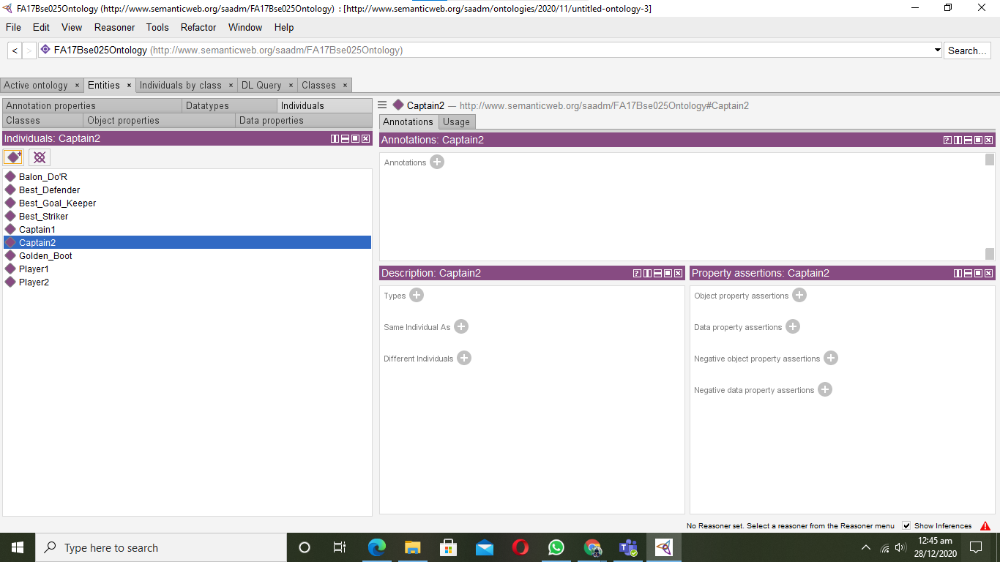 FA17Bse025Ontology (http://www.semanticweb.org/saadm/FA17Bse025Ontology) : [http://www.semanticweb.org/saadm/ontologies/2020/11/untitled-ontology-3]
File Edit View Reasoner Tools Refactor Window Help
< > FA17Bse025Ontology (http://www.semanticweb.org/saadm/FA17Bse025Ontology) Search...
Active ontology × Entities × Individuals by class × DL Query × Classes ×
Annotation properties Datatypes Individuals
Classes Object properties Data properties
Individuals: Captain2
Balon_Do'R
Best_Defender
Best_Goal_Keeper
Best_Striker
Captain1
Captain2
Golden_Boot
Player1
Player2
Captain2 — http://www.semanticweb.org/saadm/FA17Bse025Ontology#Captain2
Annotations Usage
Annotations: Captain2
Annotations
Description: Captain2
Types
Same Individual As
Different Individuals
Property assertions: Captain2
Object property assertions
Data property assertions
Negative object property assertions
Negative data property assertions
No Reasoner set. Select a reasoner from the Reasoner menu Show Inferences
Type here to search
12:45 am
28/12/2020